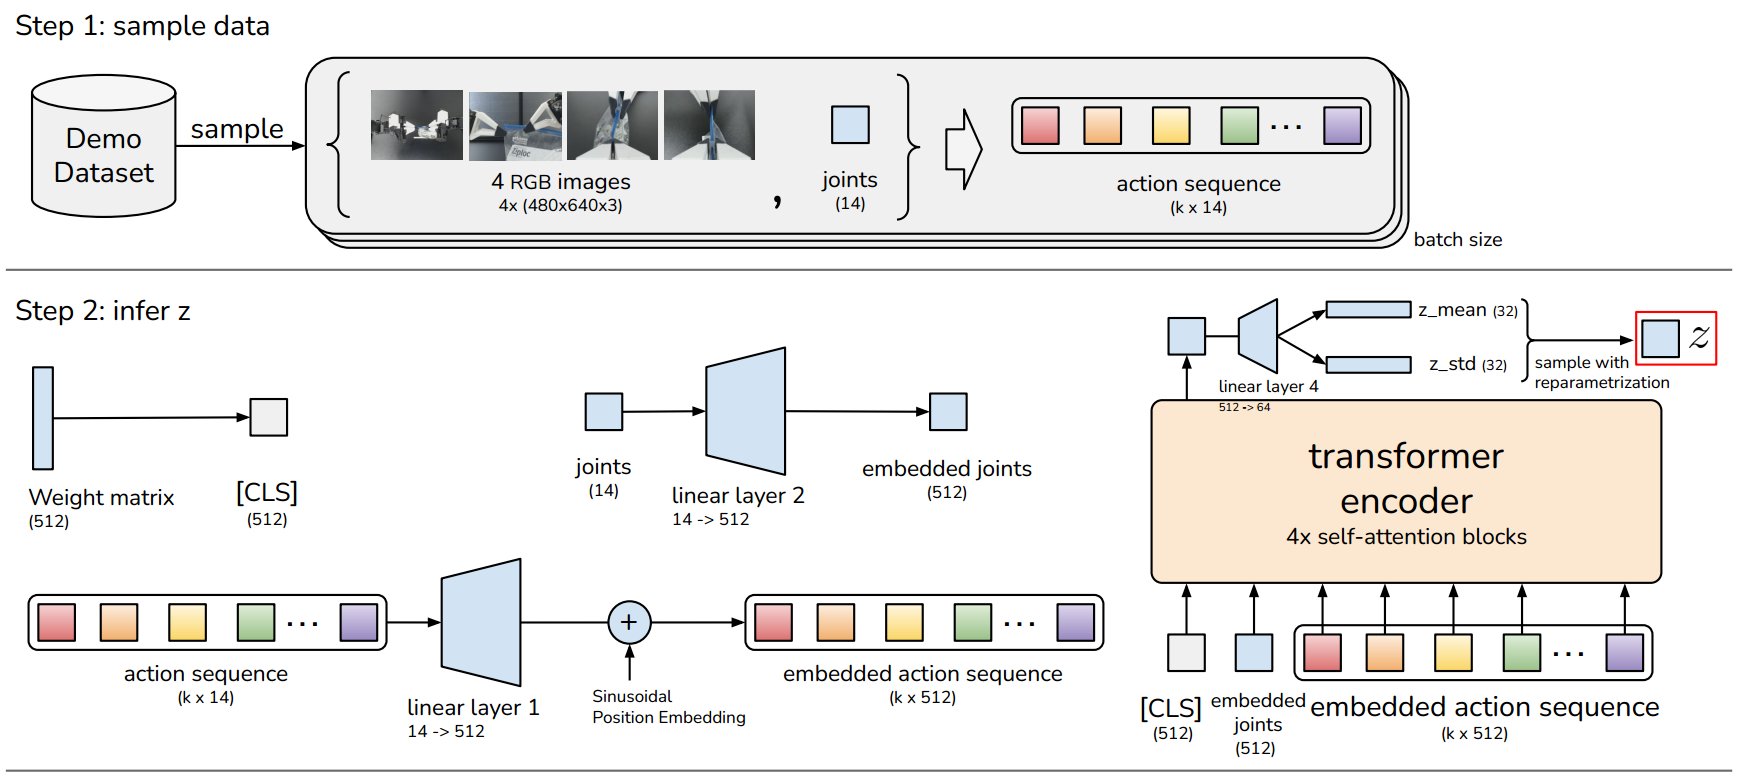 Step 1: sample data
Demo
Dataset
sample
Ziploc
4 RGB images
4x (480x640x3)
,
joints
(14)
action sequence
(k x 14)
batch size
Step 2: infer z
Weight matrix
(512)
[CLS]
(512)
joints
(14)
linear layer 2
14 -> 512
embedded joints
(512)
action sequence
(k x 14)
linear layer 1
14 -> 512
+
Sinusoidal
Position Embedding
embedded action sequence
(k x 512)
linear layer 4
512 -> 64
z_mean (32)
z_std (32)
sample with
reparametrization
z
transformer
encoder
4x self-attention blocks
[CLS]
(512)
embedded
joints
(512)
embedded action sequence
(k x 512)